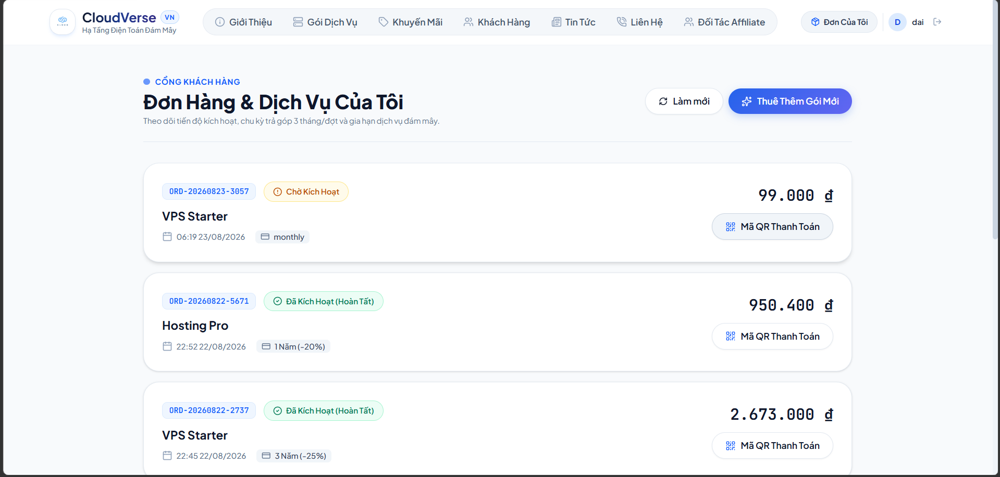 CloudVerse VN
Hạ Tầng Điện Toán Đám Mây
CLOUD
Giới Thiệu
Gói Dịch Vụ
Khuyến Mãi
Khách Hàng
Tin Tức
Liên Hệ
Đối Tác Affiliate
Đơn Của Tôi
D
dai
CỔNG KHÁCH HÀNG
Đơn Hàng & Dịch Vụ Của Tôi
Theo dõi tiến độ kích hoạt, chu kỳ trả góp 3 tháng/đợt và gia hạn dịch vụ đám mây.
Làm mới
Thuê Thêm Gói Mới
ORD-20260823-3057
Chờ Kích Hoạt
VPS Starter
06:19 23/08/2026
monthly
99.000 ₫
Mã QR Thanh Toán
ORD-20260822-5671
Đã Kích Hoạt (Hoàn Tất)
Hosting Pro
22:52 22/08/2026
1 Năm (-20%)
950.400 ₫
Mã QR Thanh Toán
ORD-20260822-2737
Đã Kích Hoạt (Hoàn Tất)
VPS Starter
22:45 22/08/2026
3 Năm (-25%)
2.673.000 ₫
Mã QR Thanh Toán